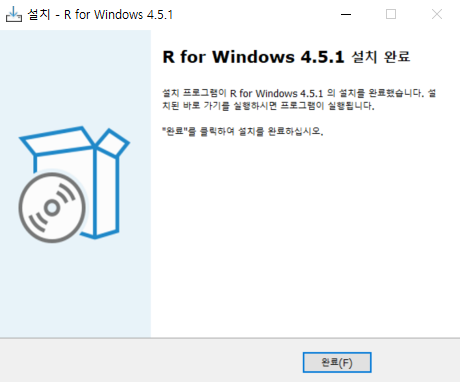 설치 - R for Windows 4.5.1
R for Windows 4.5.1 설치 완료
설치 프로그램이 R for Windows 4.5.1 의 설치를 완료했습니다. 설
치된 바로 가기를 실행하시면 프로그램이 실행됩니다.
"완료"를 클릭하여 설치를 완료하십시오.
완료(F)